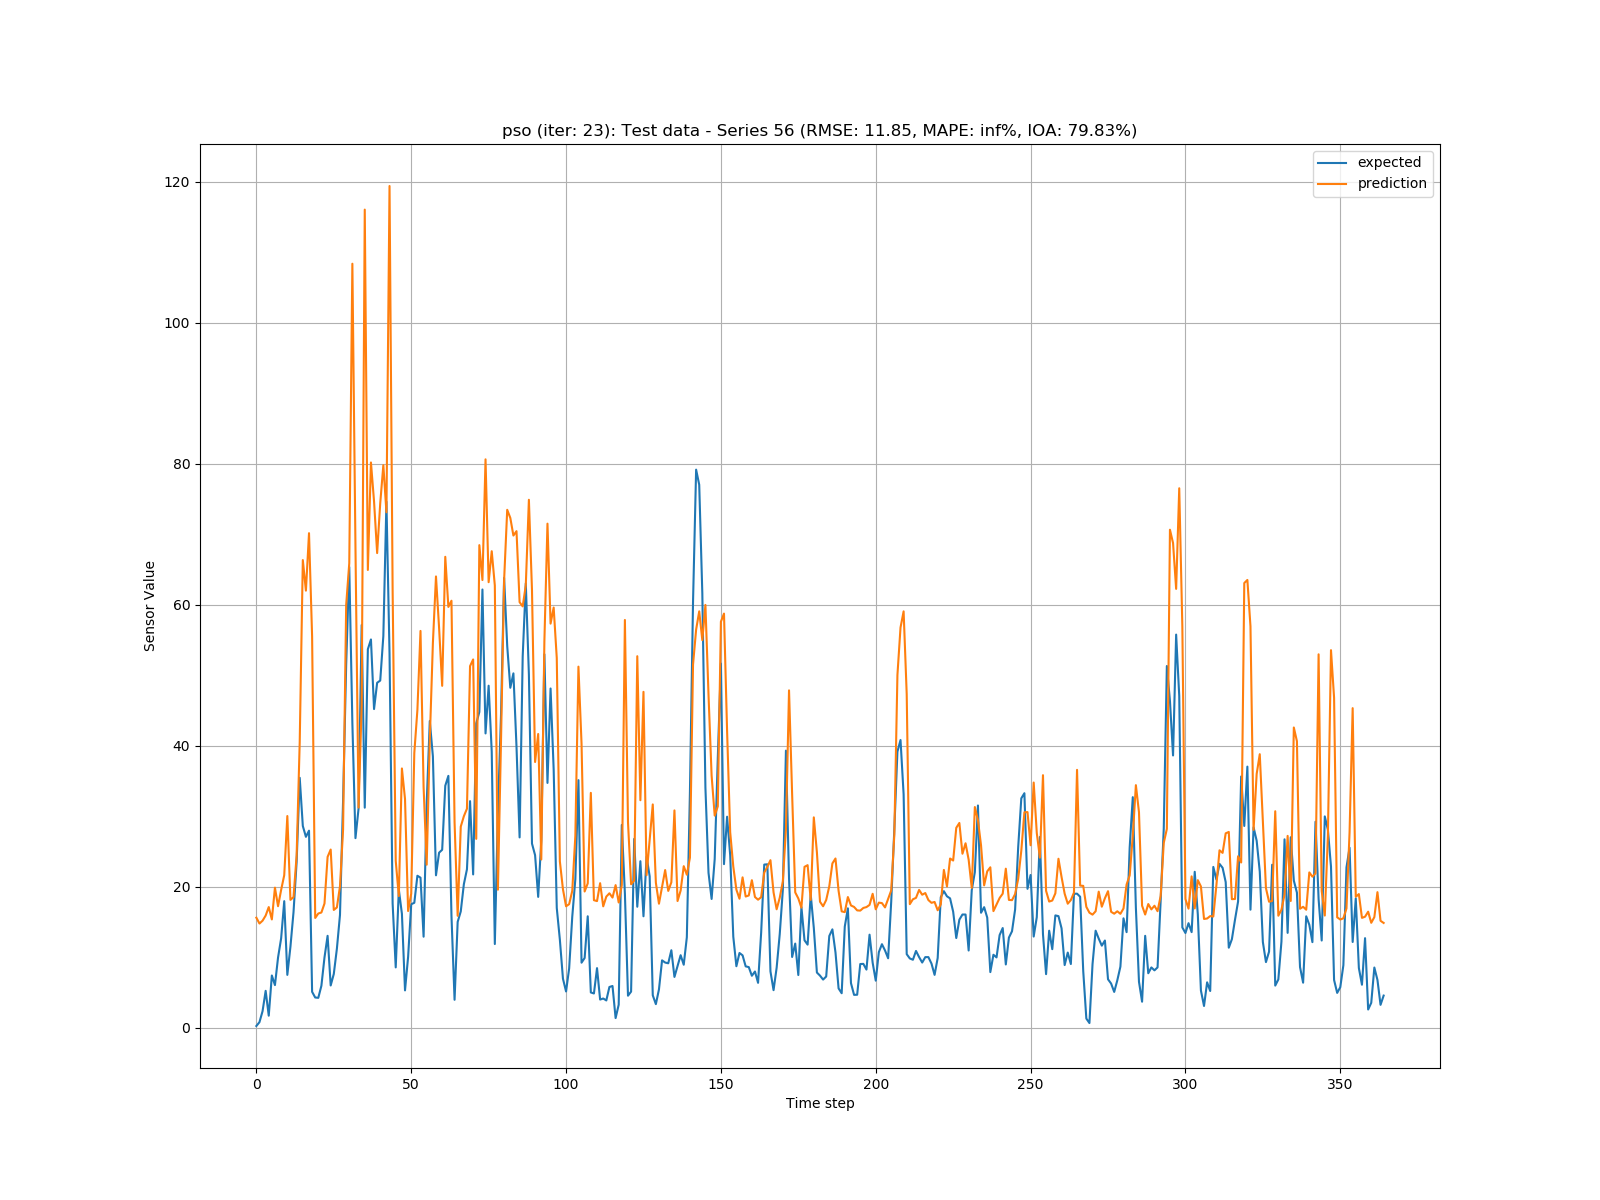 pso (iter: 23): Test data - Series 56 (RMSE: 11.85, MAPE: inf%, IOA: 79.83%)
expected
prediction
120
100
80
60
40
20
0
Sensor Value
0 50 100 150 200 250 300 350
Time step